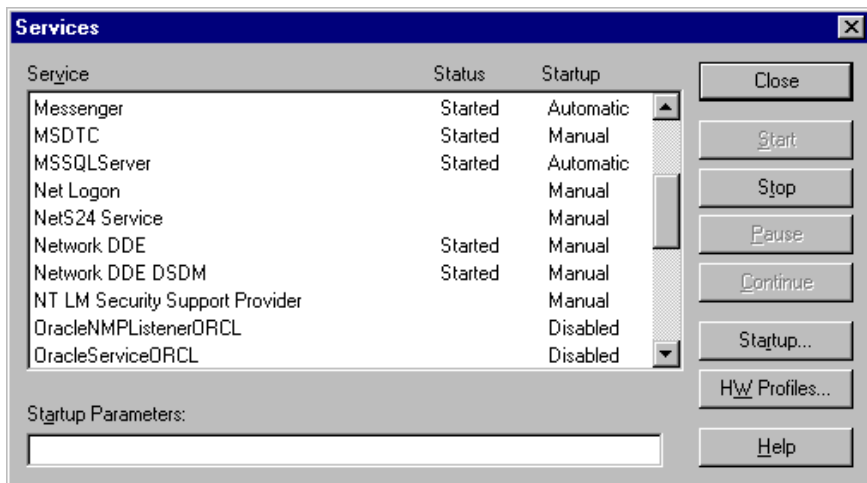 Services
Service Status Startup
Messenger Started Automatic
MSDTC Started Manual
MSSQLServer Started Automatic
Net Logon Manual
NetS24 Service Manual
Network DDE Started Manual
Network DDE DSDM Started Manual
NT LM Security Support Provider Manual
OracleNMPListenerORCL Disabled
OracleServiceORCL Disabled
Startup Parameters:
Close
Start
Stop
Pause
Continue
Startup...
HW Profiles...
Help